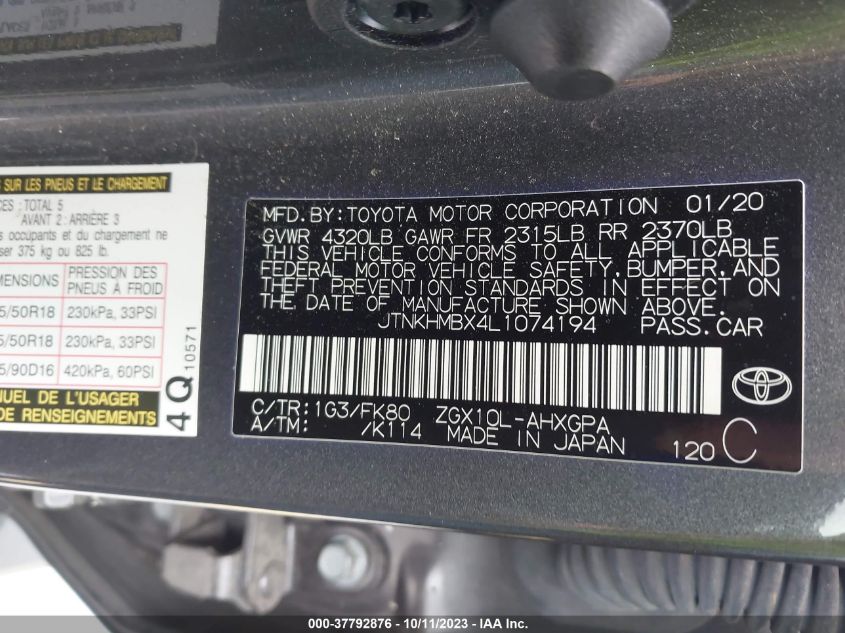 SUR LES PNEUS ET LE CHARGEMENT
CES : TOTAL 5
AVANT 2 : ARRIÈRE 3
occupants et du chargement ne
ser 375 kg ou 825 lb.
MENSIONS PRESSION DES PNEUS À FROID
5/50R18 230kPa, 33PSI
5/50R18 230kPa, 33PSI
5/90D16 420kPa, 60PSI
NUEL DE L'USAGER
RENSEIGNEMENTS
4Q 10571
MFD. BY: TOYOTA MOTOR CORPORATION 01/20
GVWR 4320LB GAWR FR 2315LB RR 2370LB
THIS VEHICLE CONFORMS TO ALL APPLICABLE
FEDERAL MOTOR VEHICLE SAFETY, BUMPER, AND
THEFT PREVENTION STANDARDS IN EFFECT ON
THE DATE OF MANUFACTURE SHOWN ABOVE.
JTNKHMBX4L1074194 PASS. CAR
C/TR: 1G3/FK80 ZGX10L-AHXGPA
A/TM: /K114 MADE IN JAPAN 120 C
000-37792876 - 10/11/2023 - IAA Inc.